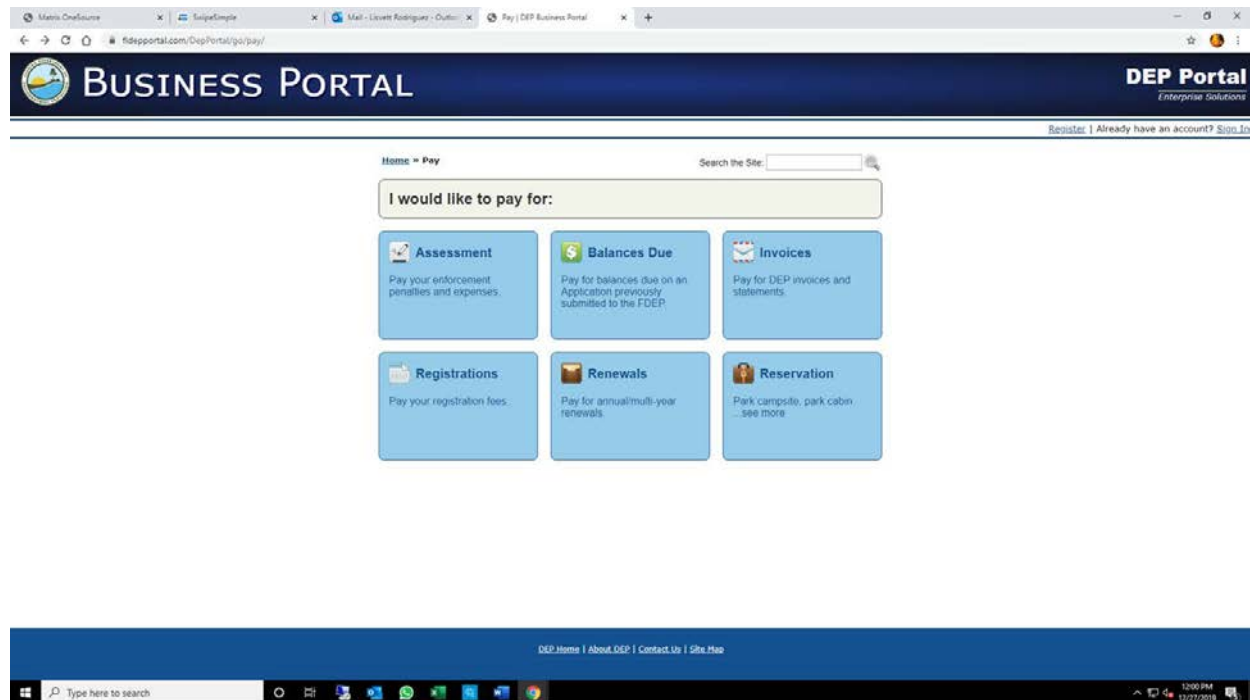 Matrix OneSource
SwipeSimple
Mail - Lissett Rodriguez - Outlo
Pay | DEP Business Portal
fldepportal.com/DepPortal/go/pay/
BUSINESS PORTAL
DEP Portal
Enterprise Solutions
Register | Already have an account? Sign In
Home » Pay
Search the Site:
I would like to pay for:
Assessment
Pay your enforcement
penalties and expenses.
Balances Due
Pay for balances due on an
Application previously
submitted to the FDEP.
Invoices
Pay for DEP invoices and
statements.
Registrations
Pay your registration fees.
Renewals
Pay for annual/multi-year
renewals.
Reservation
Park campsite, park cabin
...see more
DEP Home | About DEP | Contact Us | Site Map
Type here to search
12:00 PM
12/27/2019